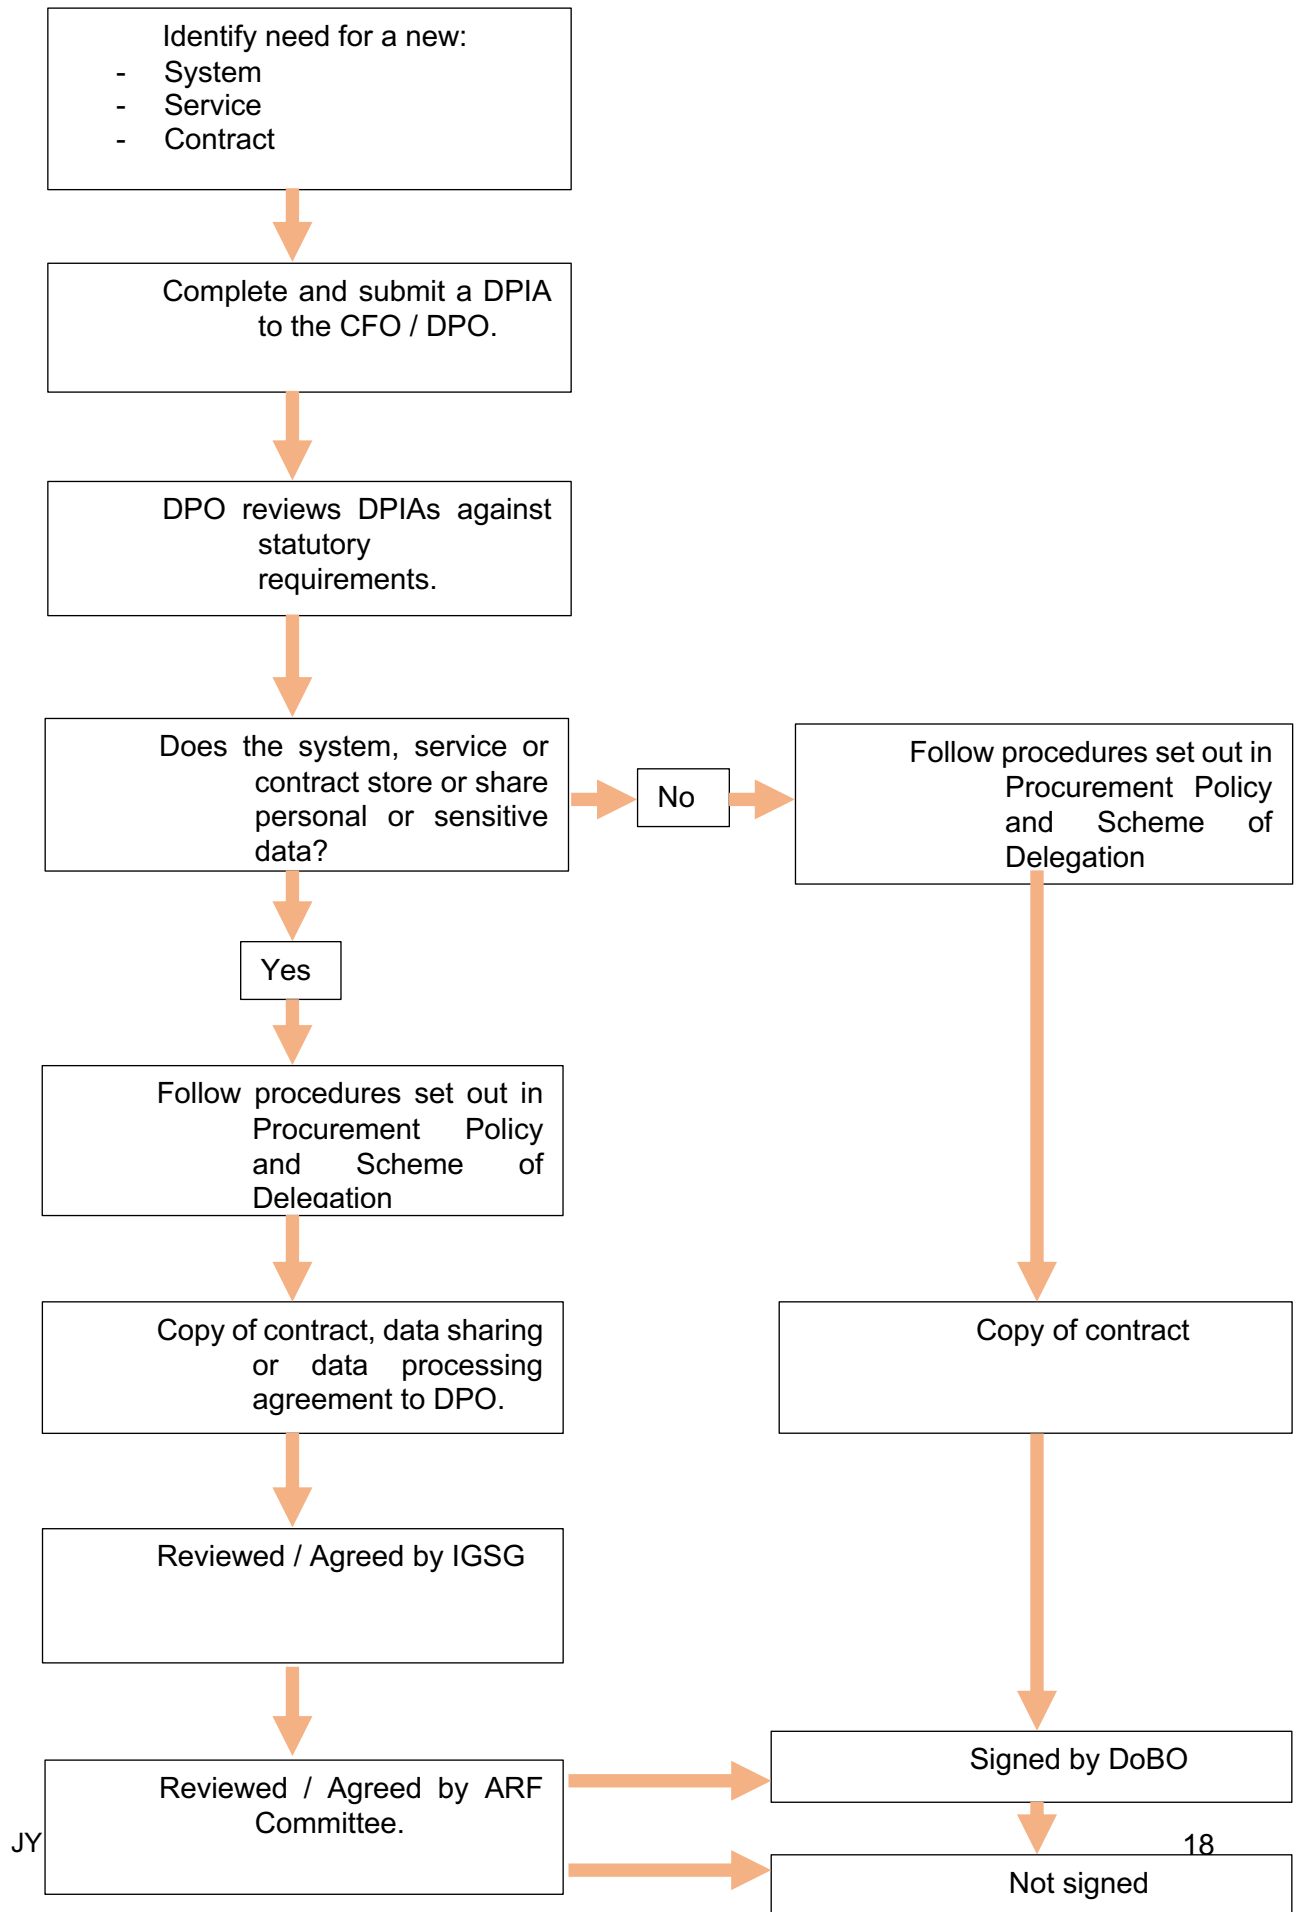 Identify need for a new:
- System
- Service
- Contract
Complete and submit a DPIA
to the CFO / DPO.
DPO reviews DPIAs against
statutory
requirements.
Does the system, service or
contract store or share
personal or sensitive
data?
No
Follow procedures set out in
Procurement Policy
and Scheme of
Delegation
Yes
Follow procedures set out in
Procurement Policy
and Scheme of
Delegation
Copy of contract, data sharing
or data processing
agreement to DPO.
Copy of contract
Reviewed / Agreed by IGSG
Reviewed / Agreed by ARF
Committee.
Signed by DoBO
JY
18
Not signed